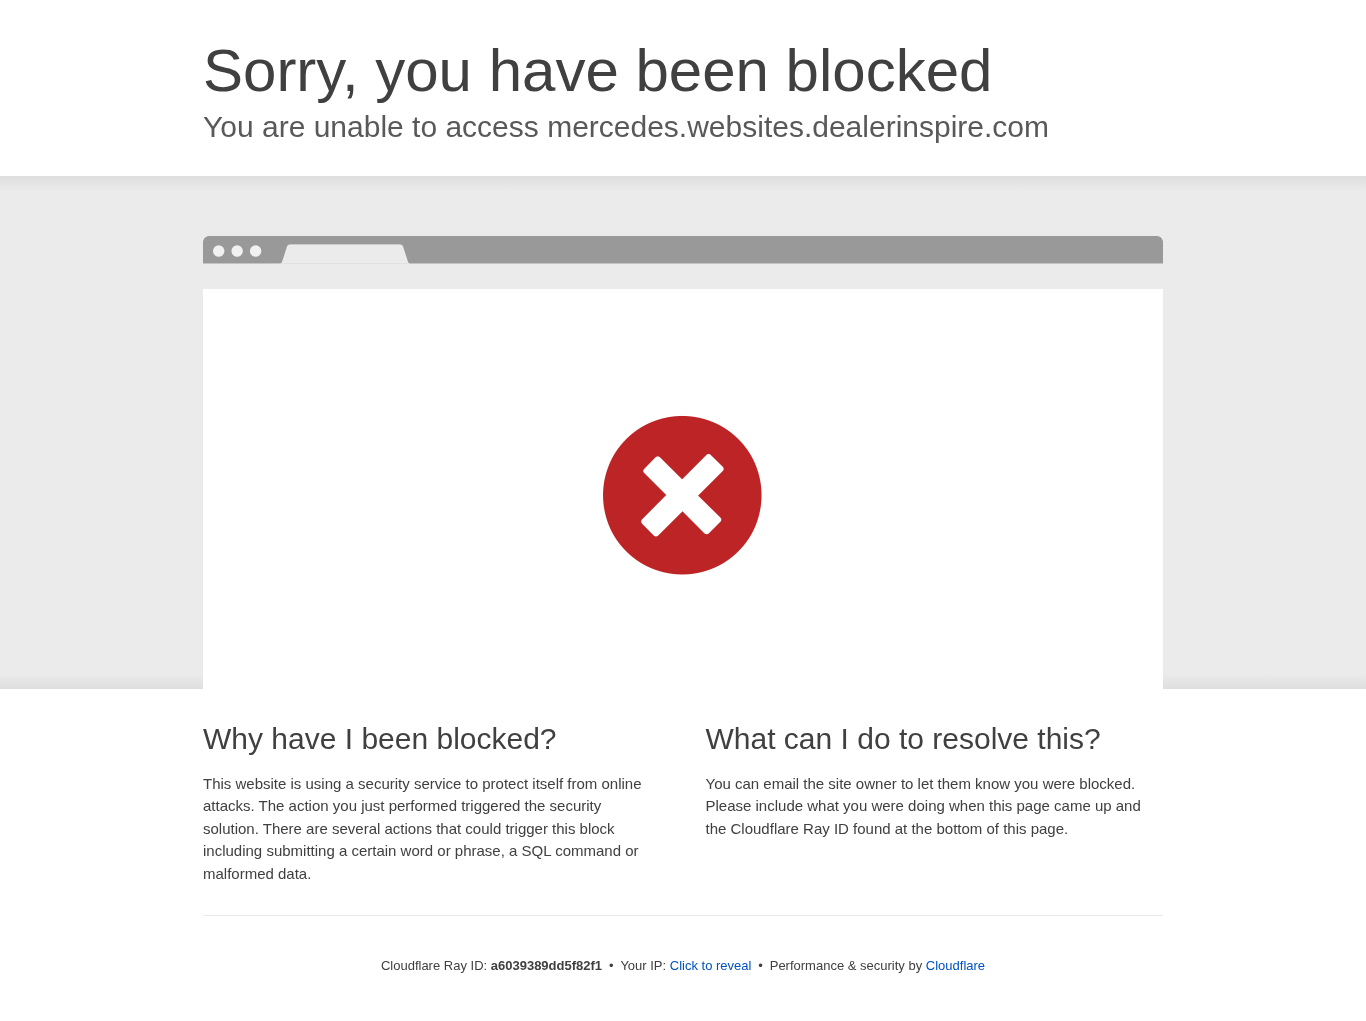 Sorry, you have been blocked
You are unable to access mercedes.websites.dealerinspire.com
Why have I been blocked?
This website is using a security service to protect itself from online
attacks. The action you just performed triggered the security
solution. There are several actions that could trigger this block
including submitting a certain word or phrase, a SQL command or
malformed data.
What can I do to resolve this?
You can email the site owner to let them know you were blocked.
Please include what you were doing when this page came up and
the Cloudflare Ray ID found at the bottom of this page.
Cloudflare Ray ID: a6039389dd5f82f1 • Your IP: Click to reveal • Performance & security by Cloudflare